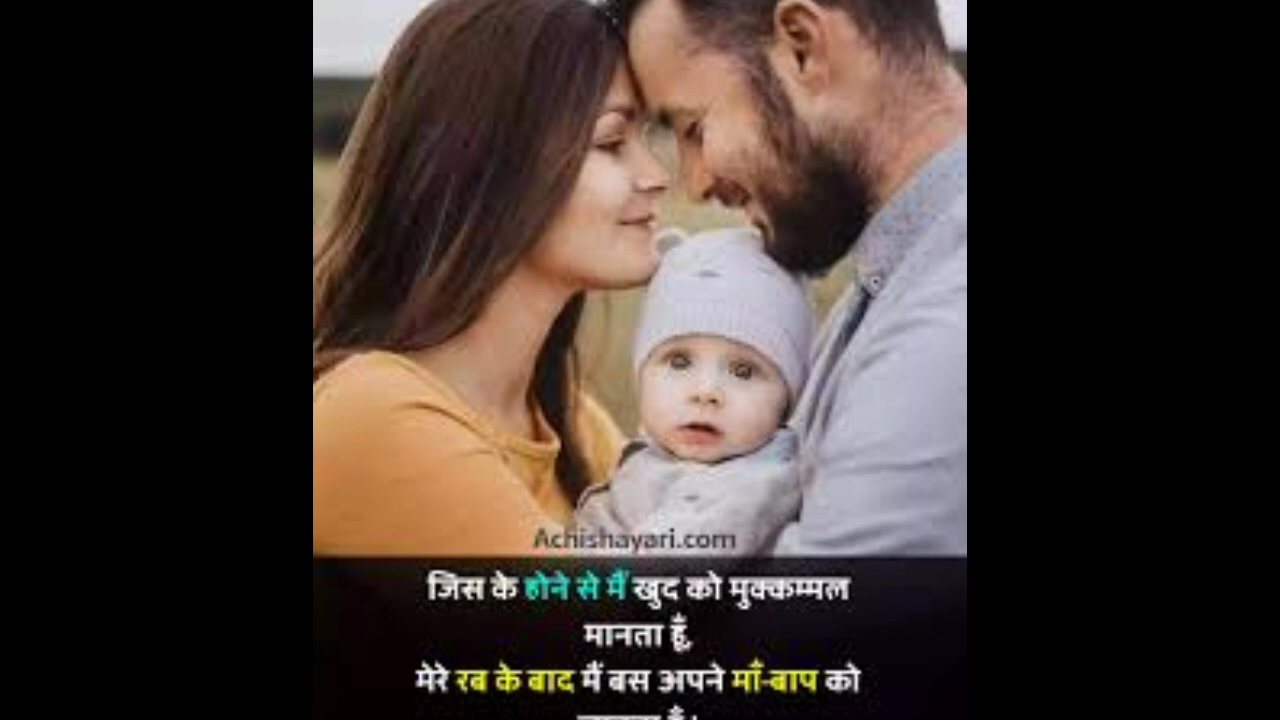 Achishayari.com
जिस के होने से मैं खुद को मुक्कम्मल
मानता हूँ,
मेरे रब के बाद मैं बस अपने माँ-बाप को